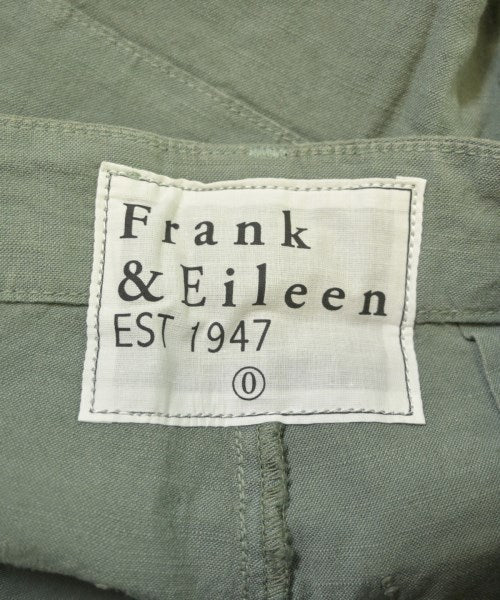 Frank
& Eileen
EST 1947
0